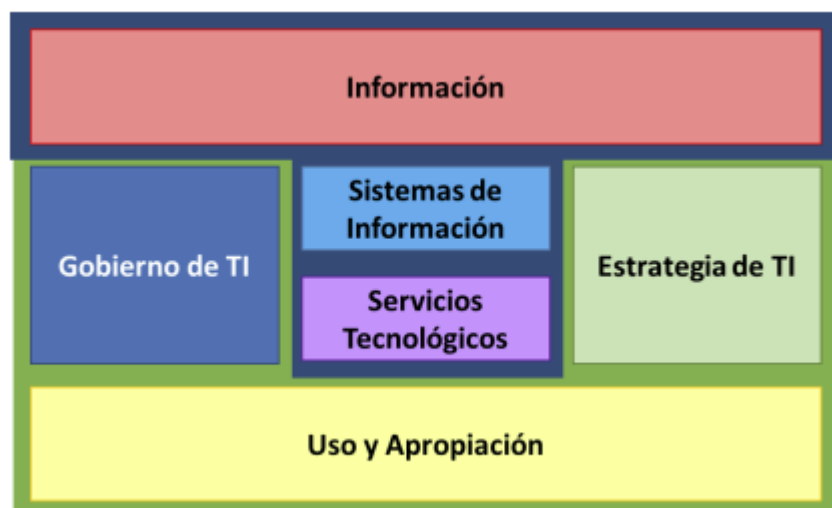 Información
Sistemas de
Información
Gobierno de TI
Estrategia de TI
Servicios
Tecnológicos
Uso y Apropiación